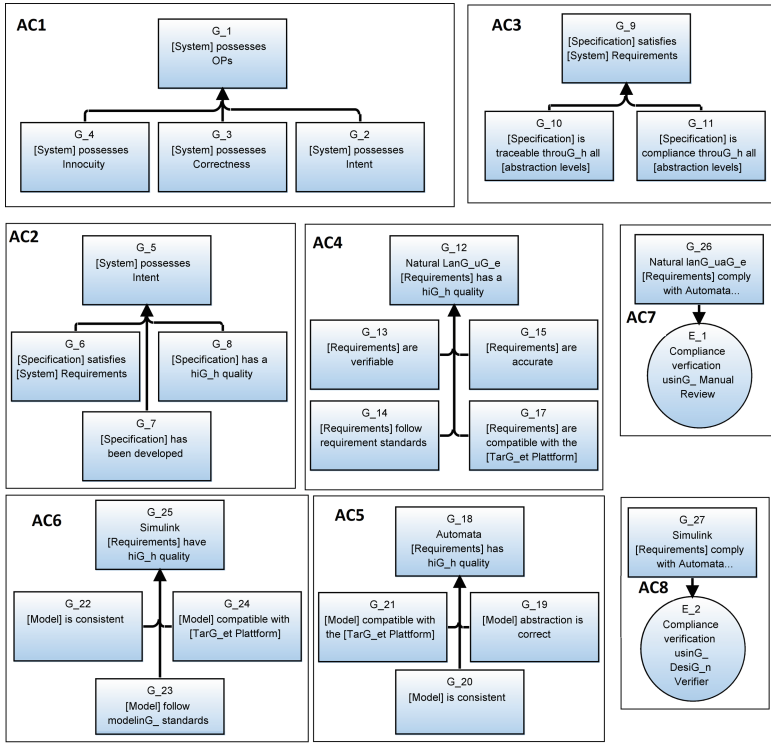 AC1
G_1
[System] possesses
OPs
G_4
[System] possesses
Innocuity
G_3
[System] possesses
Correctness
G_2
[System] possesses
Intent
AC3
G_9
[Specification] satisfies
[System] Requirements
G_10
[Specification] is
traceable throuG_h all
[abstraction levels]
G_11
[Specification] is
compliance throuG_h all
[abstraction levels]
AC2
G_5
[System] possesses
Intent
G_6
[Specification] satisfies
[System] Requirements
G_8
[Specification] has a
hiG_h quality
G_7
[Specification] has
been developed
AC4
G_12
Natural LanG_uG_e
[Requirements] has a
hiG_h quality
G_13
[Requirements] are
verifiable
G_15
[Requirements] are
accurate
G_14
[Requirements] follow
requirement standards
G_17
[Requirements] are
compatible with the
[TarG_et Plattform]
G_26
Natural lanG_uaG_e
[Requirements] comply
with Automata...
AC7
E_1
Compliance
verfication
usinG_ Manual
Review
AC6
G_25
Simulink
[Requirements] have
hiG_h quality
G_22
[Model] is consistent
G_24
[Model] compatible with
[TarG_et Plattform]
G_23
[Model] follow
modelinG_ standards
AC5
G_18
Automata
[Requirements] has
hiG_h quality
G_21
[Model] compatible with
the [TarG_et Plattform]
G_19
[Model] abstraction is
correct
G_20
[Model] is consistent
G_27
Simulink
[Requirements] comply
with Automata...
AC8
E_2
Compliance
verification
usinG_
DesiG_n
Verifier